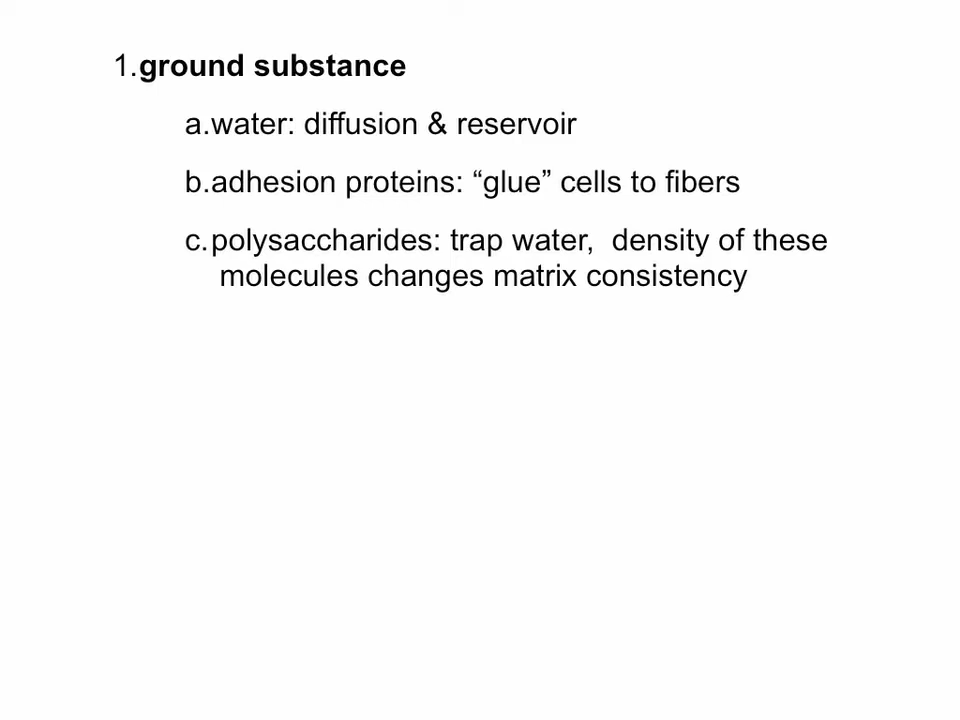 1.ground substance
a.water: diffusion & reservoir
b.adhesion proteins: “glue” cells to fibers
c.polysaccharides: trap water,  density of these
molecules changes matrix consistency